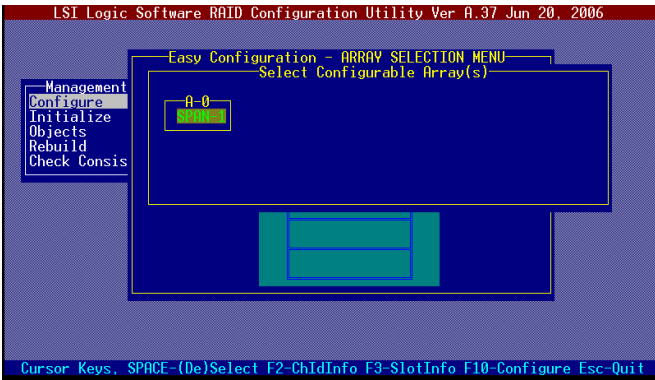 LSI Logic Software RAID Configuration Utility Ver A.37 Jun 20, 2006
Easy Configuration - ARRAY SELECTION MENU
Select Configurable Array(s)
Management
Configure
Initialize
Objects
Rebuild
Check Consis
A-0
SPAN-1
Cursor Keys, SPACE-(De)Select F2-ChIdInfo F3-SlotInfo F10-Configure Esc-Quit